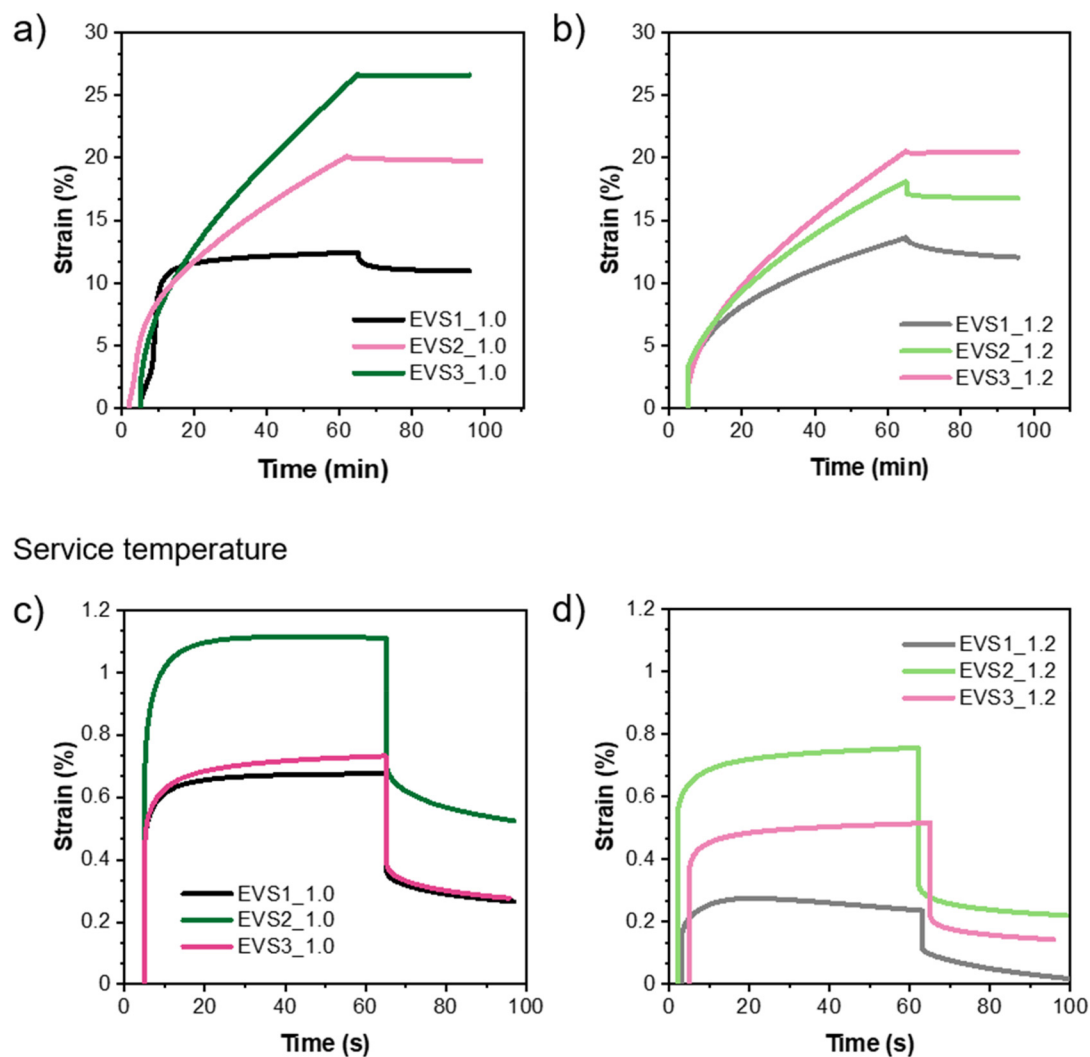 a)
30
25
20
15
10
5
0
Strain (%)
0 20 40 60 80 100
Time (min)
EVS1_1.0
EVS2_1.0
EVS3_1.0
b)
30
25
20
15
10
5
0
Strain (%)
0 20 40 60 80 100
Time (min)
EVS1_1.2
EVS2_1.2
EVS3_1.2
Service temperature
c)
1.2
1
0.8
0.6
0.4
0.2
0
Strain (%)
0 20 40 60 80 100
Time (s)
EVS1_1.0
EVS2_1.0
EVS3_1.0
d)
1.2
1
0.8
0.6
0.4
0.2
0
Strain (%)
0 20 40 60 80 100
Time (s)
EVS1_1.2
EVS2_1.2
EVS3_1.2